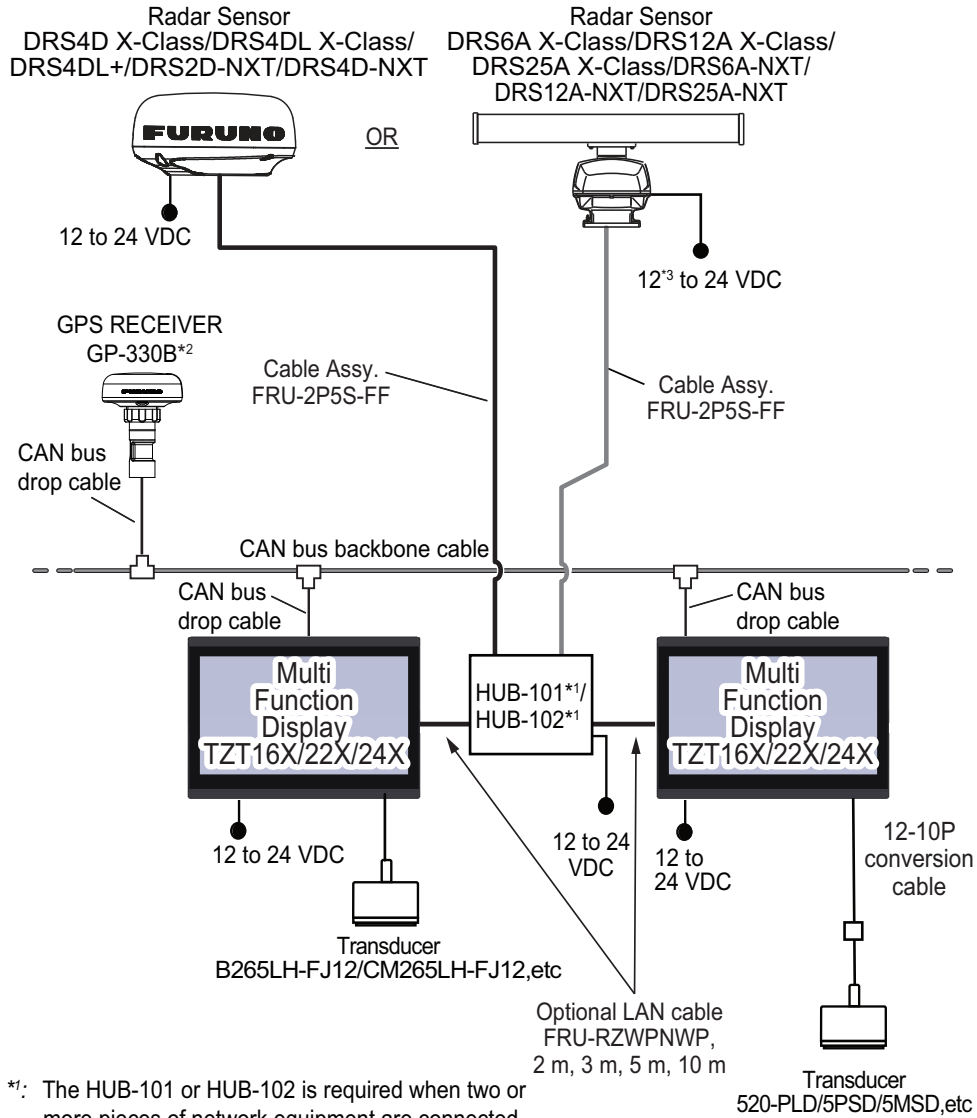 Radar Sensor
DRS4D X-Class/DRS4DL X-Class/
DRS4DL+/DRS2D-NXT/DRS4D-NXT
Radar Sensor
DRS6A X-Class/DRS12A X-Class/
DRS25A X-Class/DRS6A-NXT/
DRS12A-NXT/DRS25A-NXT
FURUNO
OR
12 to 24 VDC
12*3 to 24 VDC
GPS RECEIVER
GP-330B*2
FURUNO
Cable Assy.
FRU-2P5S-FF
Cable Assy.
FRU-2P5S-FF
CAN bus
drop cable
CAN bus backbone cable
CAN bus
drop cable
CAN bus
drop cable
Multi
Function
Display
TZT16X/22X/24X
HUB-101*1/
HUB-102*1
Multi
Function
Display
TZT16X/22X/24X
12 to 24 VDC
12 to 24
VDC
12 to
24 VDC
12-10P
conversion
cable
Transducer
B265LH-FJ12/CM265LH-FJ12,etc
Optional LAN cable
FRU-RZWPNWP,
2 m, 3 m, 5 m, 10 m
Transducer
520-PLD/5PSD/5MSD,etc
*1: The HUB-101 or HUB-102 is required when two or
more pieces of network equipment are connected